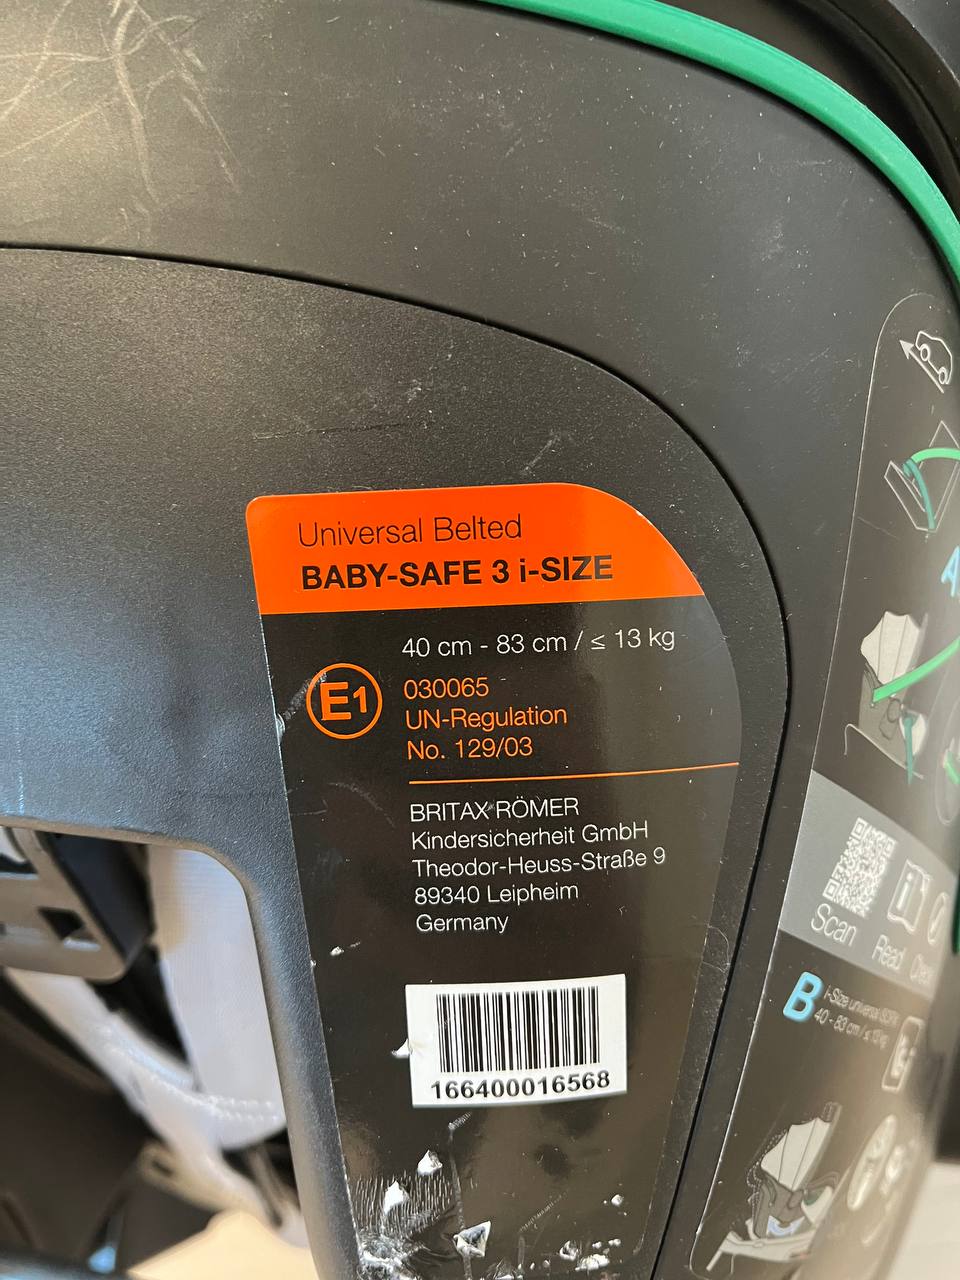 Universal Belted
BABY-SAFE 3 i-SIZE
40 cm - 83 cm / ≤ 13 kg
E1
030065
UN-Regulation
No. 129/03
BRITAX RÖMER
Kindersicherheit GmbH
Theodor-Heuss-Straße 9
89340 Leipheim
Germany
166400016568
A
Scan Read
B
i-Size universal
40 - 83 cm / ≤ 13 kg